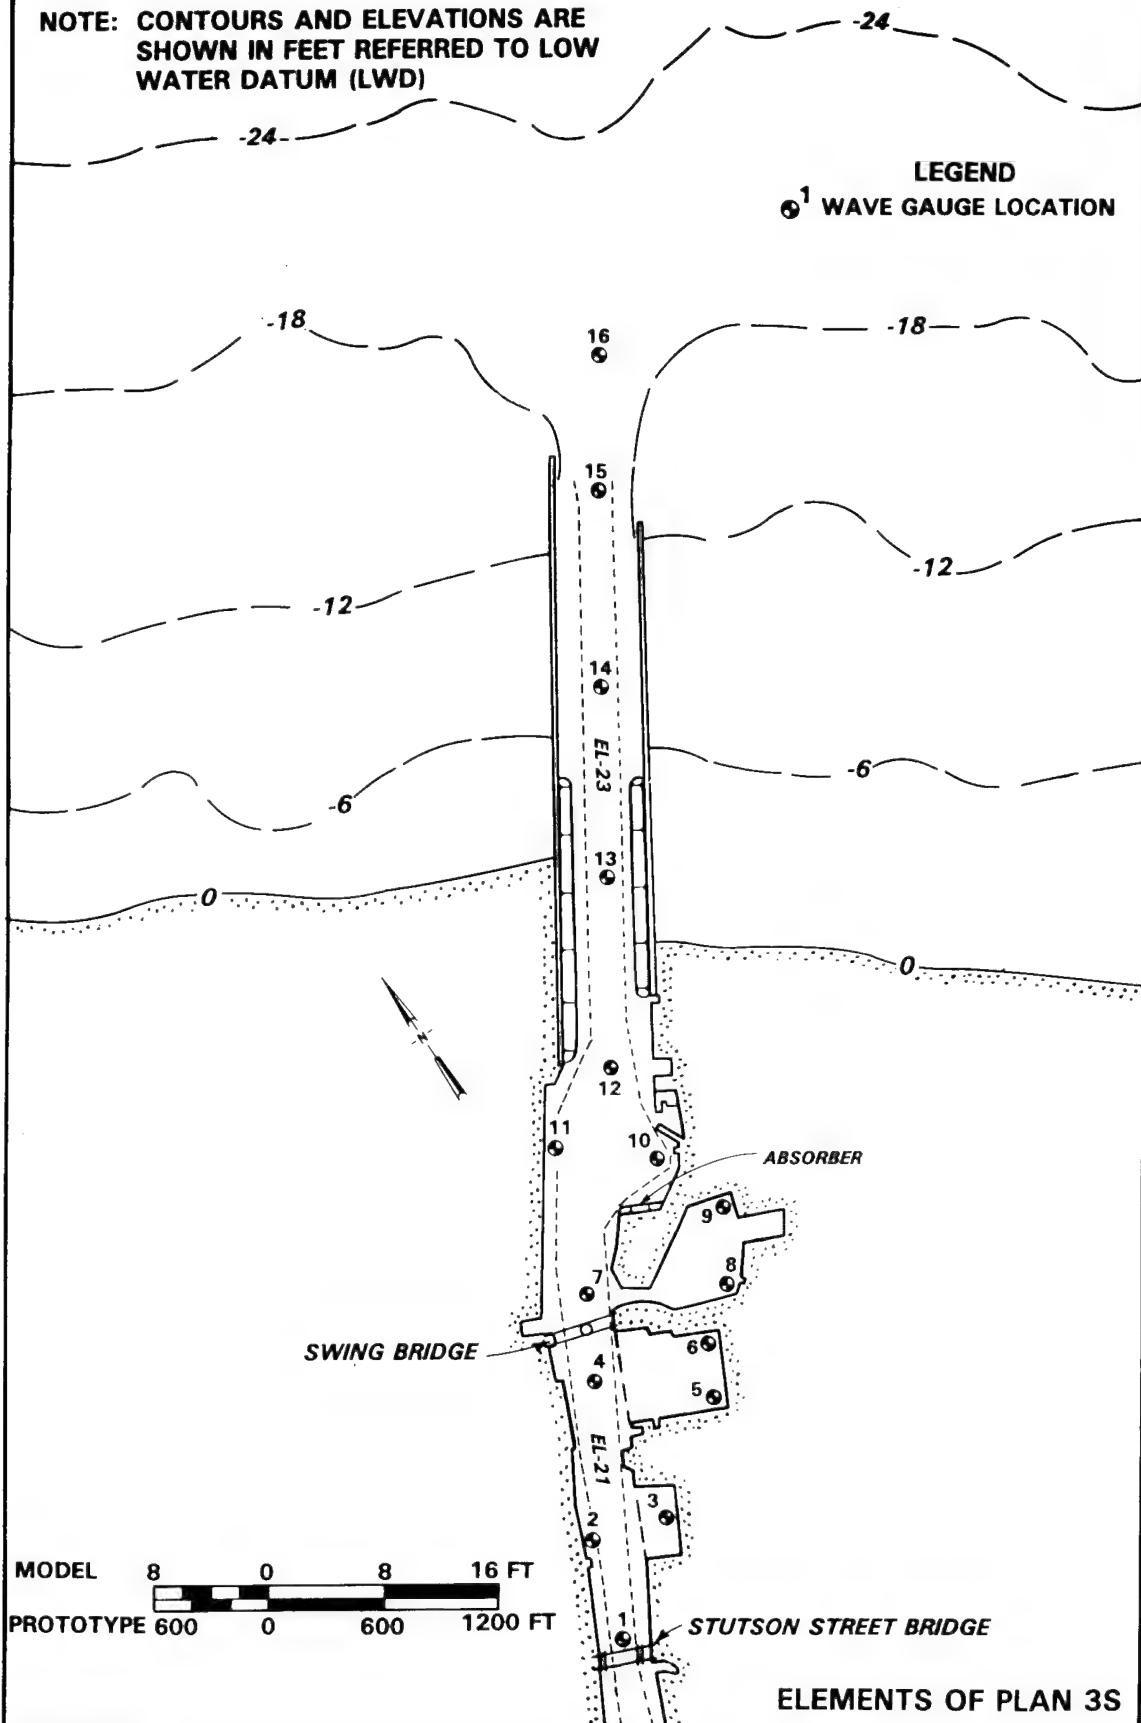 NOTE: CONTOURS AND ELEVATIONS ARE
SHOWN IN FEET REFERRED TO LOW
WATER DATUM (LWD)
-24
-24
LEGEND
1 WAVE GAUGE LOCATION
-18
-18
16
15
-12
-12
14
EL-23
-6
-6
13
0
0
N
12
11
10
ABSORBER
9
8
7
SWING BRIDGE
6
4
5
EL-21
3
2
MODEL 8 0 8 16 FT
PROTOTYPE 600 0 600 1200 FT
1
STUTSON STREET BRIDGE
ELEMENTS OF PLAN 3S